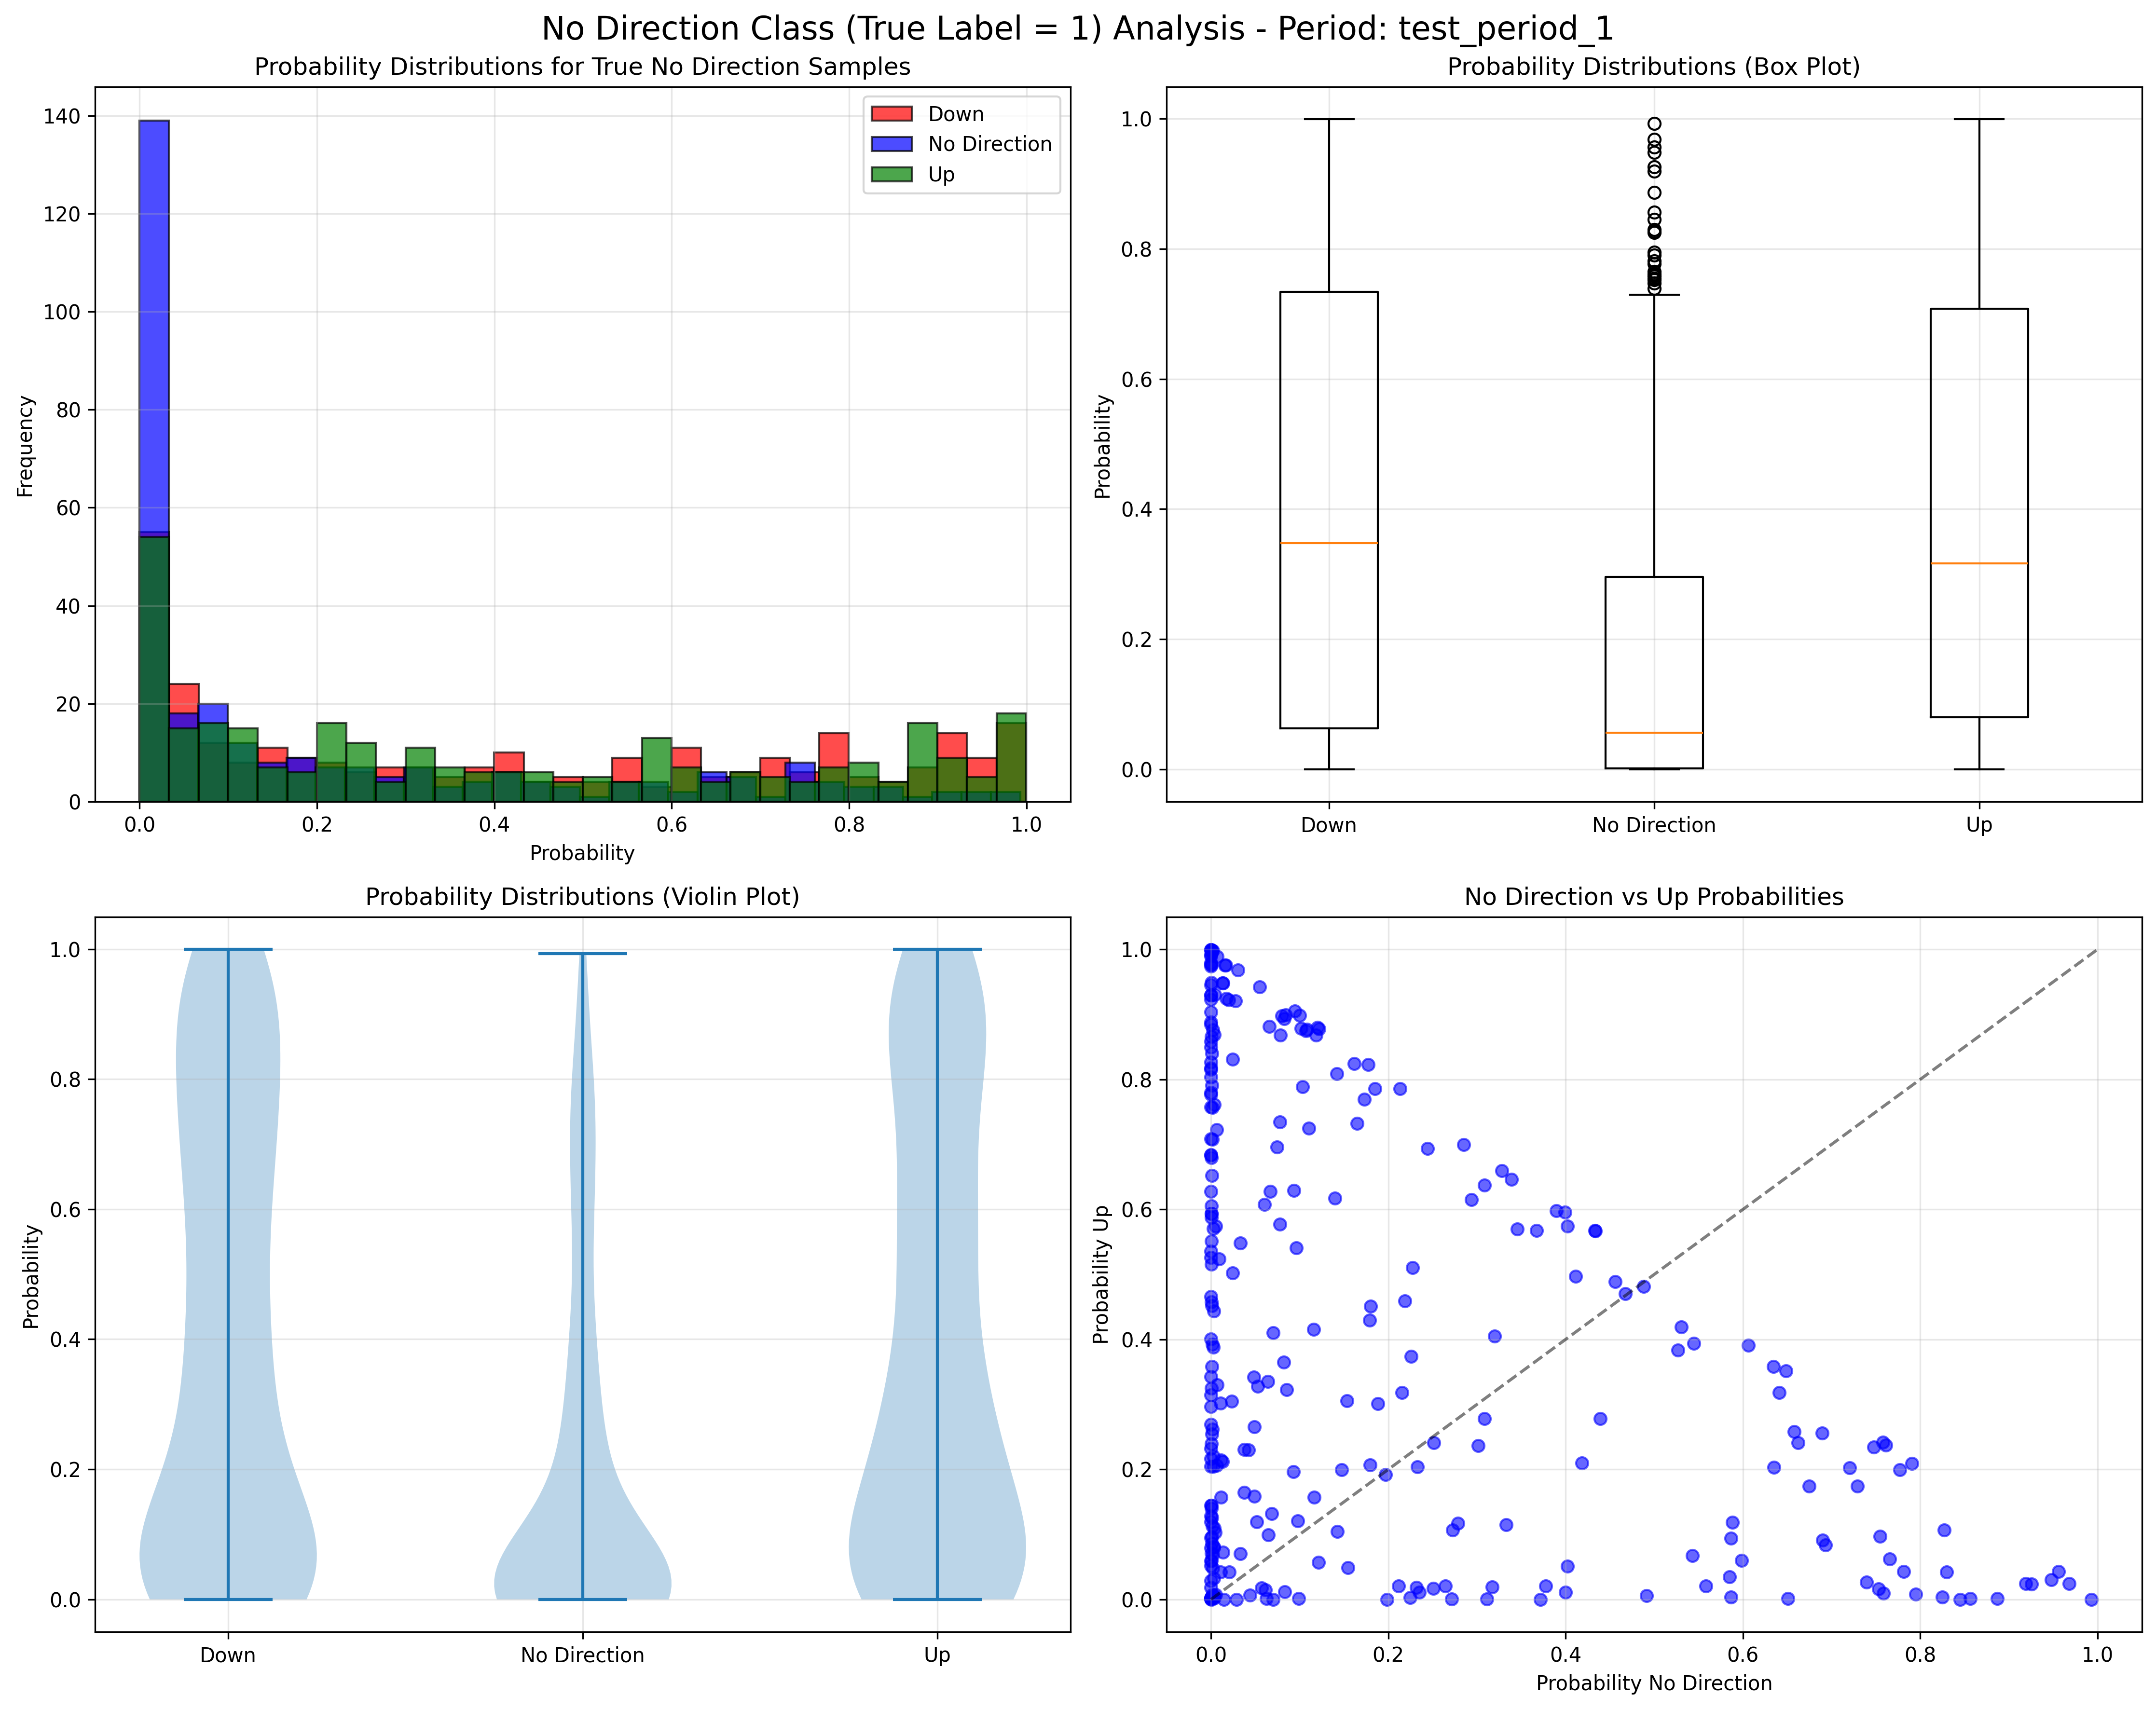 No Direction Class (True Label = 1) Analysis - Period: test_period_1
Probability Distributions for True No Direction Samples
140
120
100
80
60
40
20
0
Frequency
Down
No Direction
Up
0.0 0.2 0.4 0.6 0.8 1.0
Probability
Probability Distributions (Box Plot)
1.0
0.8
0.6
0.4
0.2
0.0
Probability
Down No Direction Up
Probability Distributions (Violin Plot)
1.0
0.8
0.6
0.4
0.2
0.0
Probability
Down No Direction Up
No Direction vs Up Probabilities
1.0
0.8
0.6
0.4
0.2
0.0
Probability Up
0.0 0.2 0.4 0.6 0.8 1.0
Probability No Direction